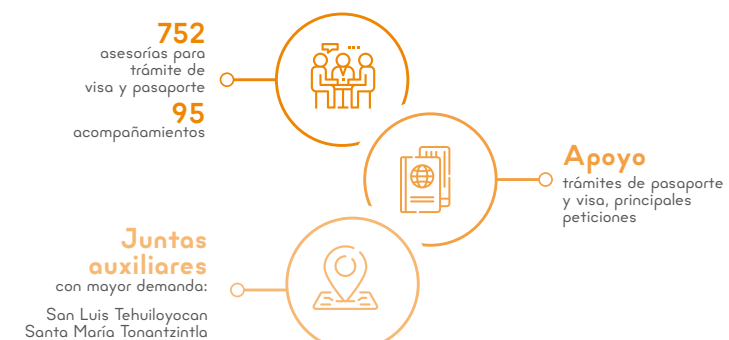 752
asesorías para
trámite de
visa y pasaporte
95
acompañamientos
Apoyo
trámites de pasaporte
y visa, principales
peticiones
Juntas
auxiliares
con mayor demanda:
San Luis Tehuiloyocan
Santa María Tonantzintla